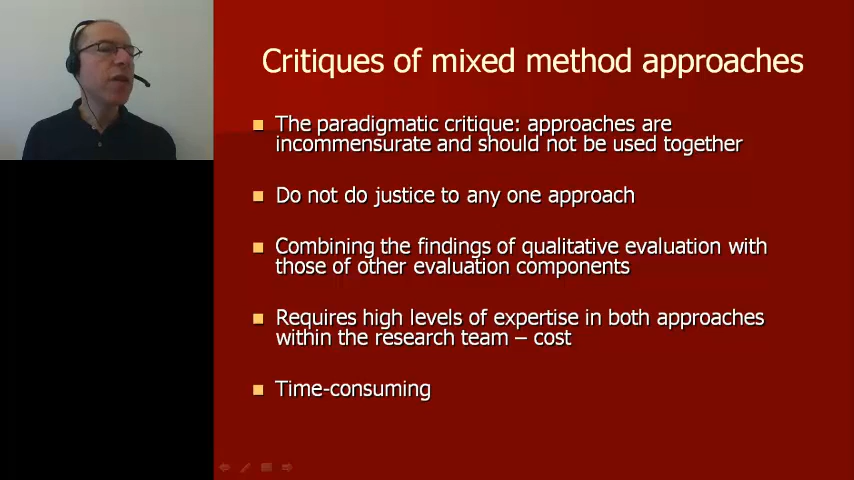 Critiques of mixed method approaches
The paradigmatic critique: approaches are
incommensurate and should not be used together
Do not do justice to any one approach
Combining the findings of qualitative evaluation with
those of other evaluation components
Requires high levels of expertise in both approaches
within the research team – cost
Time-consuming